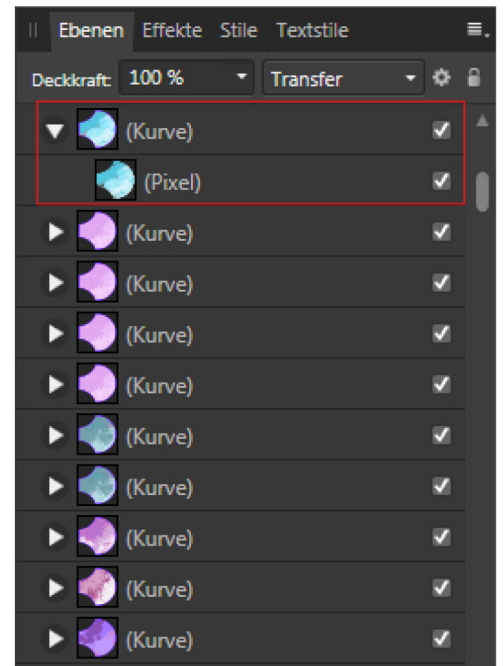 Ebenen Effekte Stile Textstile
Deckkraft: 100 % Transfer
(Kurve)
(Pixel)
(Kurve)
(Kurve)
(Kurve)
(Kurve)
(Kurve)
(Kurve)
(Kurve)
(Kurve)
(Kurve)